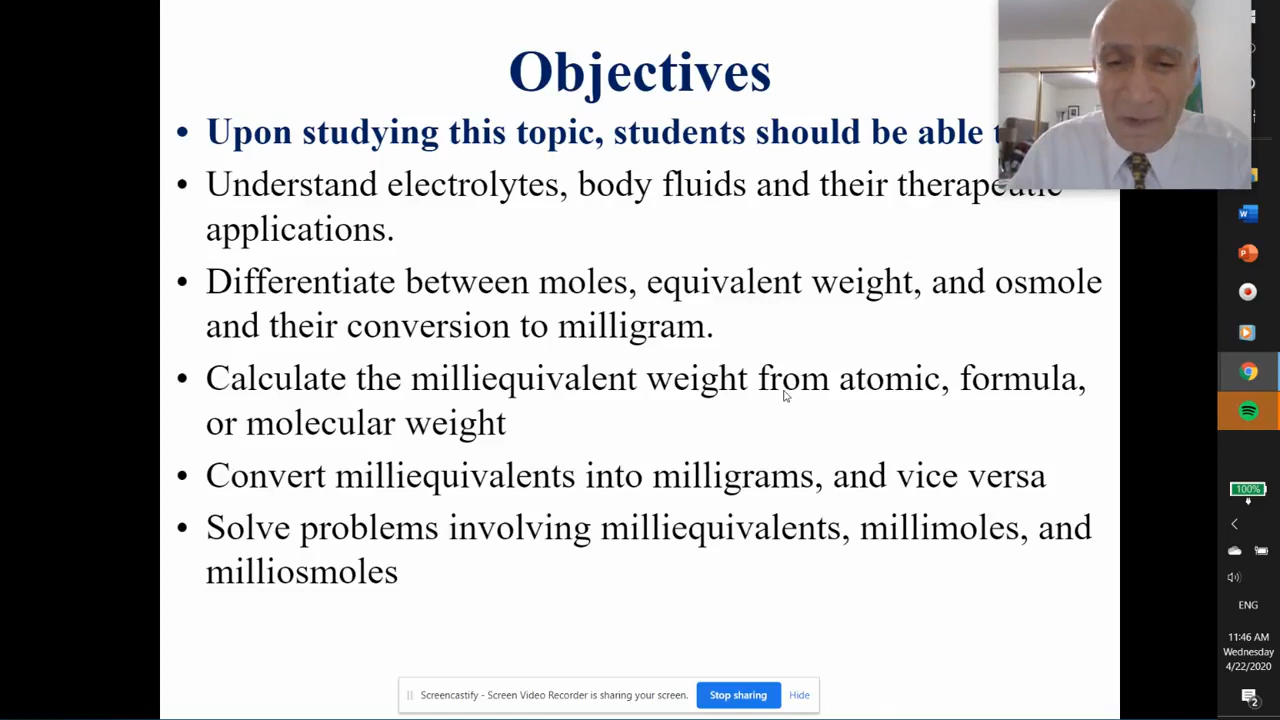 Objectives
• Upon studying this topic, students should be able
• Understand electrolytes, body fluids and their therapeutic
applications.
• Differentiate between moles, equivalent weight, and osmole
and their conversion to milligram.
• Calculate the milliequivalent weight from atomic, formula,
or molecular weight
• Convert milliequivalents into milligrams, and vice versa
• Solve problems involving milliequivalents, millimoles, and
milliosmoles
100%
ENG
11:46 AM
Wednesday
4/22/2020
2
Screencastify - Screen Video Recorder is sharing your screen. Stop sharing Hide